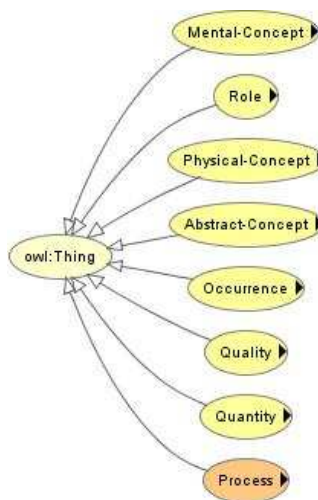 Mental-Concept
Role
Physical-Concept
Abstract-Concept
owl:Thing
Occurrence
Quality
Quantity
Process